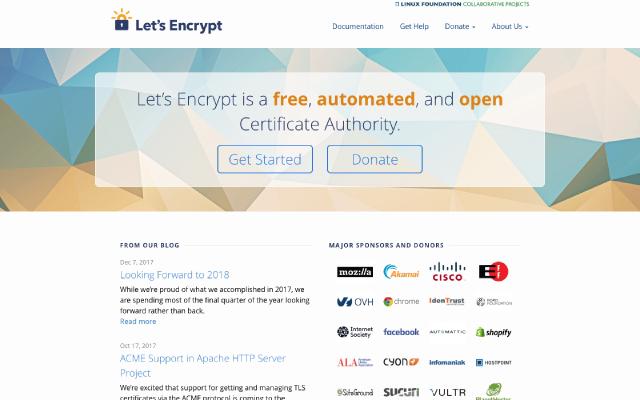 LINUX FOUNDATION COLLABORATIVE PROJECTS
Let's Encrypt
Documentation Get Help Donate About Us
Let's Encrypt is a free, automated, and open
Certificate Authority.
Get Started Donate
FROM OUR BLOG
Dec 7, 2017
Looking Forward to 2018
While we're proud of what we accomplished in 2017, we
are spending most of the final quarter of the year looking
forward rather than back.
Read more
Oct 17, 2017
ACME Support in Apache HTTP Server
Project
We're excited that support for getting and managing TLS
certificates via the ACME protocol is coming to the
MAJOR SPONSORS AND DONORS
moz://a Akamai CISCO EFF
OVH chrome IdenTrust FOUNDATION
Internet Society facebook AUTOMATTIC shopify
ALA CYON infomaniak HOSTPOINT
SiteGround SUCURI VULTR PlanetHoster